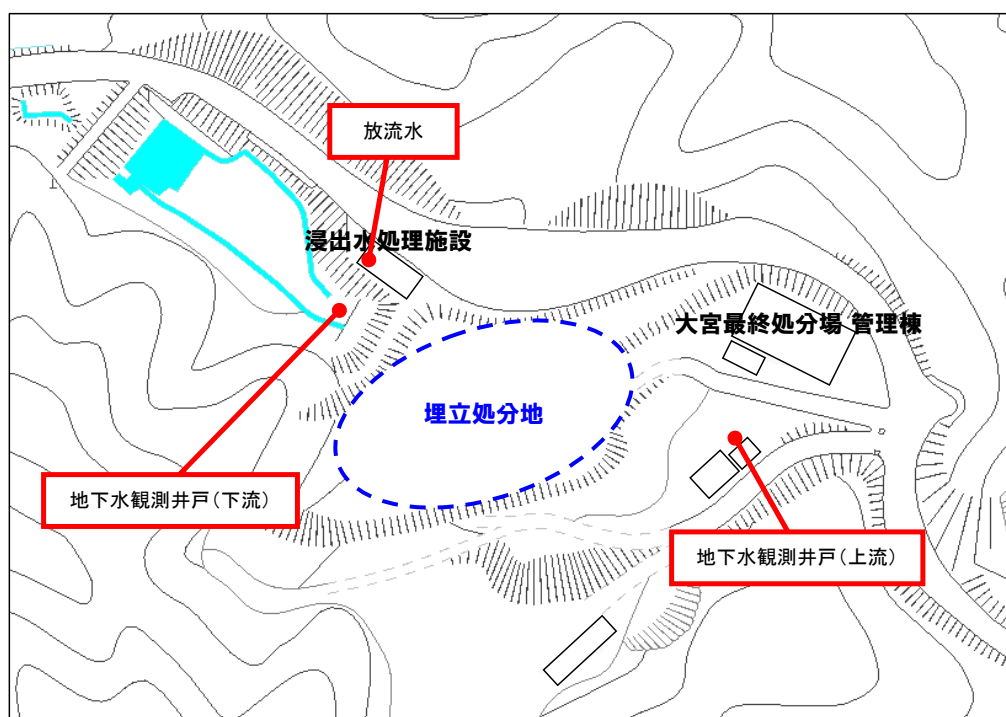 放流水
浸出水処理施設
大宮最終処分場 管理棟
埋立処分地
地下水観測井戸（下流）
地下水観測井戸（上流）